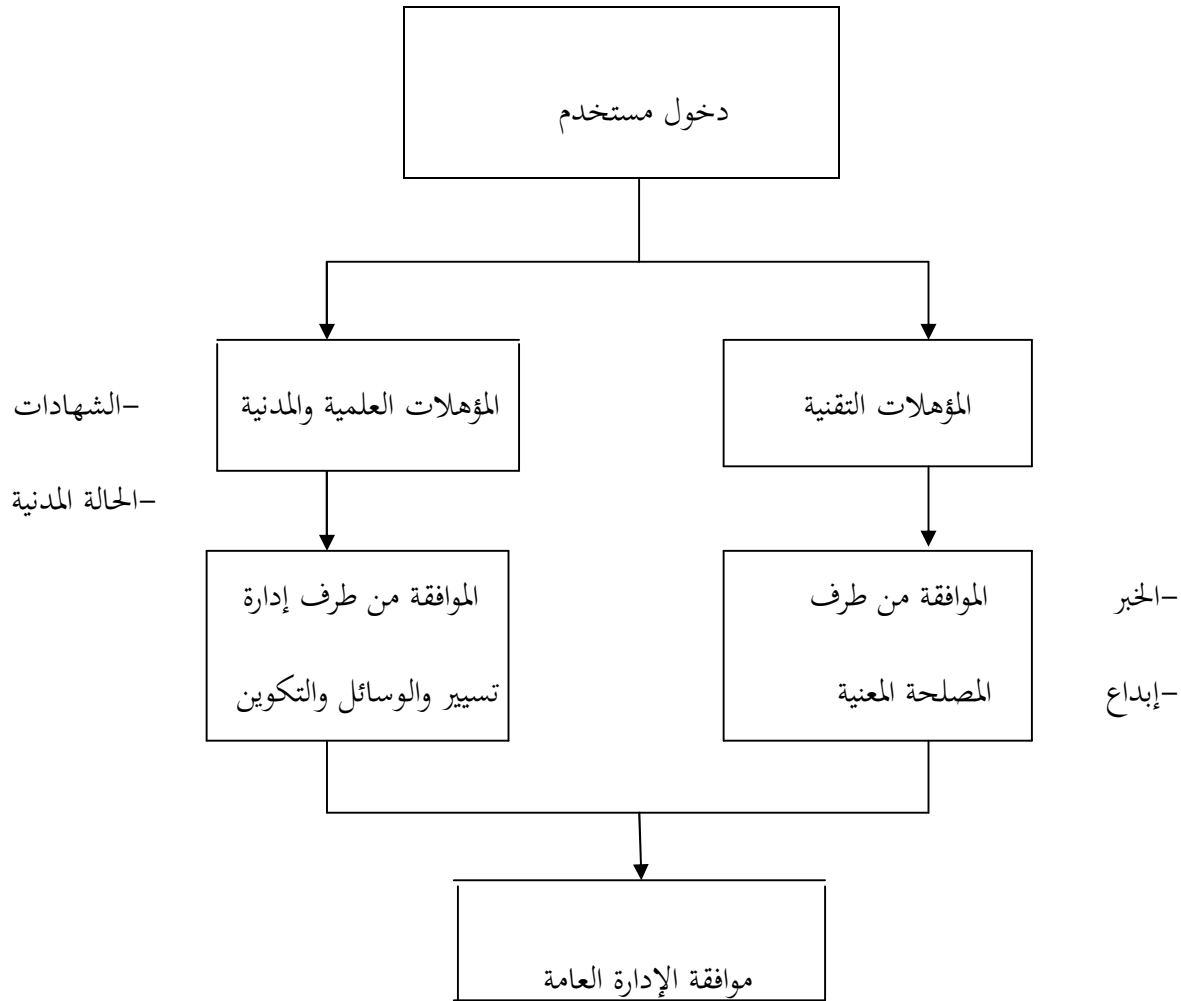 دخول مستخدم
المؤهلات التقنية
المؤهلات العلمية والمدنية
–الشهادات
–الحالة المدنية
–الخبر
الموافقة من طرف
المصلحة المعنية
–إبداع
الموافقة من طرف إدارة
تسيير والوسائل والتكوين
موافقة الإدارة العامة